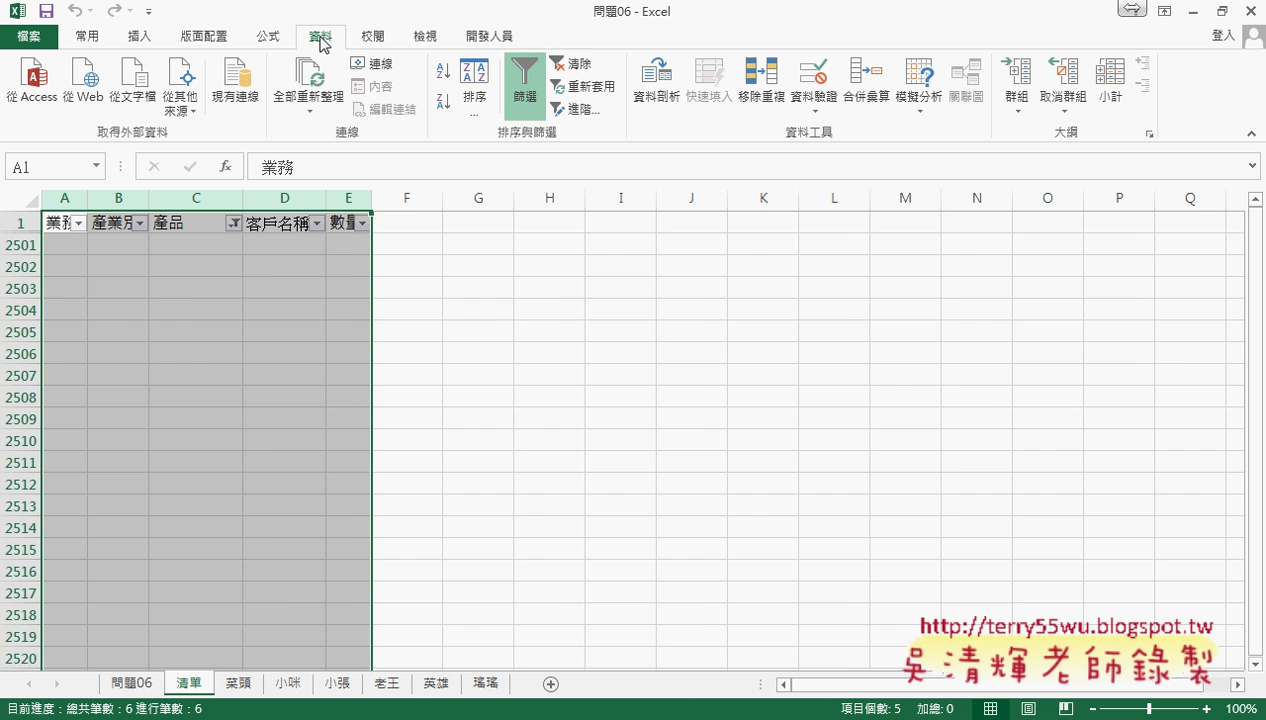 問題06 - Excel
檔案 常用 插入 版面配置 公式 資料 校閱 檢視 開發人員 登入
從 Access 從 Web 從文字檔 從其他來源 現有連線
取得外部資料
全部重新整理 連線 內容 編輯連結
連線
排序... 篩選 清除 重新套用 進階...
排序與篩選
資料剖析 快速填入 移除重複 資料驗證 合併彙算 模擬分析 關聯圖
資料工具
群組 取消群組 小計
大綱
A1 fx 業務
A B C D E F G H I J K L M N O P Q
1 業務 產業別 產品 客戶名稱 數量
2501
2502
2503
2504
2505
2506
2507
2508
2509
2510
2511
2512
2513
2514
2515
2516
2517
2518
2519
2520
http://terry55wu.blogspot.tw
吳清輝老師錄製
問題06 清單 菜頭 小咪 小張 老王 英雄 瑤瑤
目前進度：總共筆數：6 進行筆數：6 項目個數: 5 加總: 0 100%